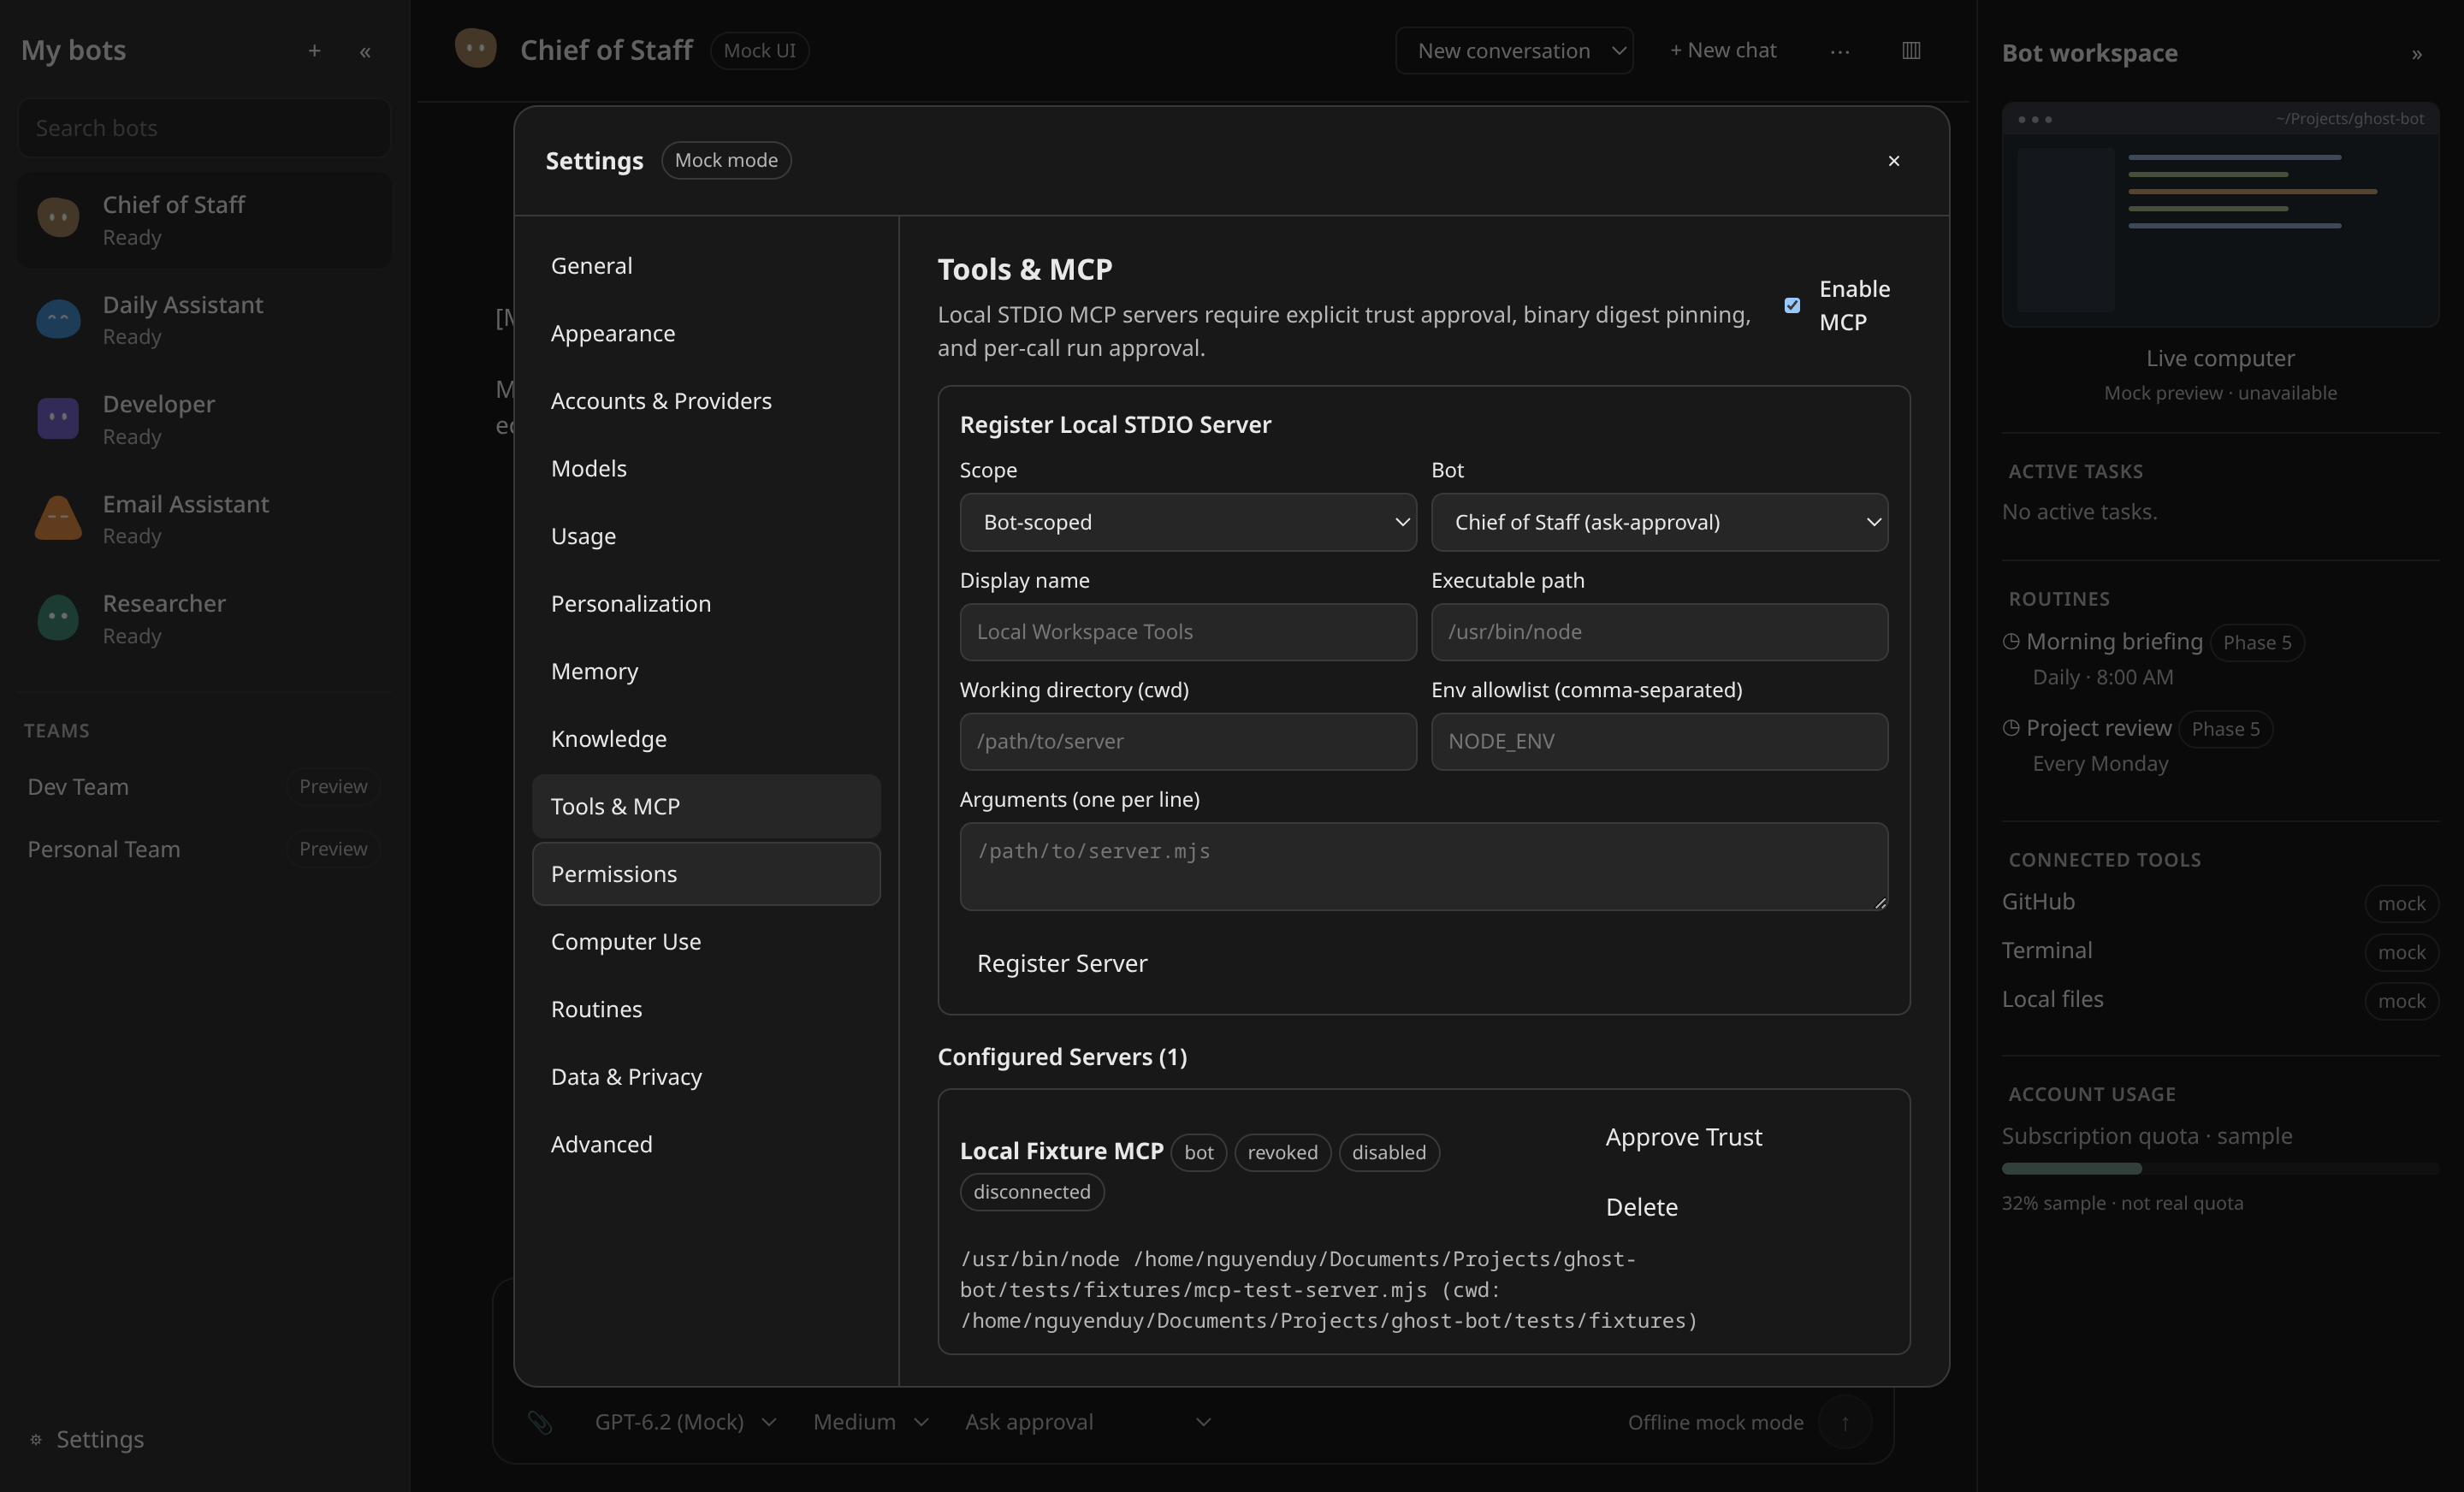 My bots
+
«
Search bots
Chief of Staff
Ready
Daily Assistant
Ready
Developer
Ready
Email Assistant
Ready
Researcher
Ready
TEAMS
Dev Team
Preview
Personal Team
Preview
Settings
Chief of Staff
Mock UI
New conversation
+ New chat
...
Settings
Mock mode
×
General
Appearance
Accounts & Providers
Models
Usage
Personalization
Memory
Knowledge
Tools & MCP
Permissions
Computer Use
Routines
Data & Privacy
Advanced
Tools & MCP
Local STDIO MCP servers require explicit trust approval, binary digest pinning,
and per-call run approval.
Enable
MCP
Register Local STDIO Server
Scope
Bot
Bot-scoped
Chief of Staff (ask-approval)
Display name
Executable path
Local Workspace Tools
/usr/bin/node
Working directory (cwd)
Env allowlist (comma-separated)
/path/to/server
NODE_ENV
Arguments (one per line)
/path/to/server.mjs
Register Server
Configured Servers (1)
Local Fixture MCP
bot
revoked
disabled
disconnected
Approve Trust
Delete
/usr/bin/node /home/nguyenduy/Documents/Projects/ghost-
bot/tests/fixtures/mcp-test-server.mjs (cwd:
/home/nguyenduy/Documents/Projects/ghost-bot/tests/fixtures)
GPT-6.2 (Mock)
Medium
Ask approval
Offline mock mode
↑
Bot workspace
»
~/Projects/ghost-bot
Live computer
Mock preview · unavailable
ACTIVE TASKS
No active tasks.
ROUTINES
Morning briefing
Phase 5
Daily · 8:00 AM
Project review
Phase 5
Every Monday
CONNECTED TOOLS
GitHub
mock
Terminal
mock
Local files
mock
ACCOUNT USAGE
Subscription quota · sample
32% sample · not real quota